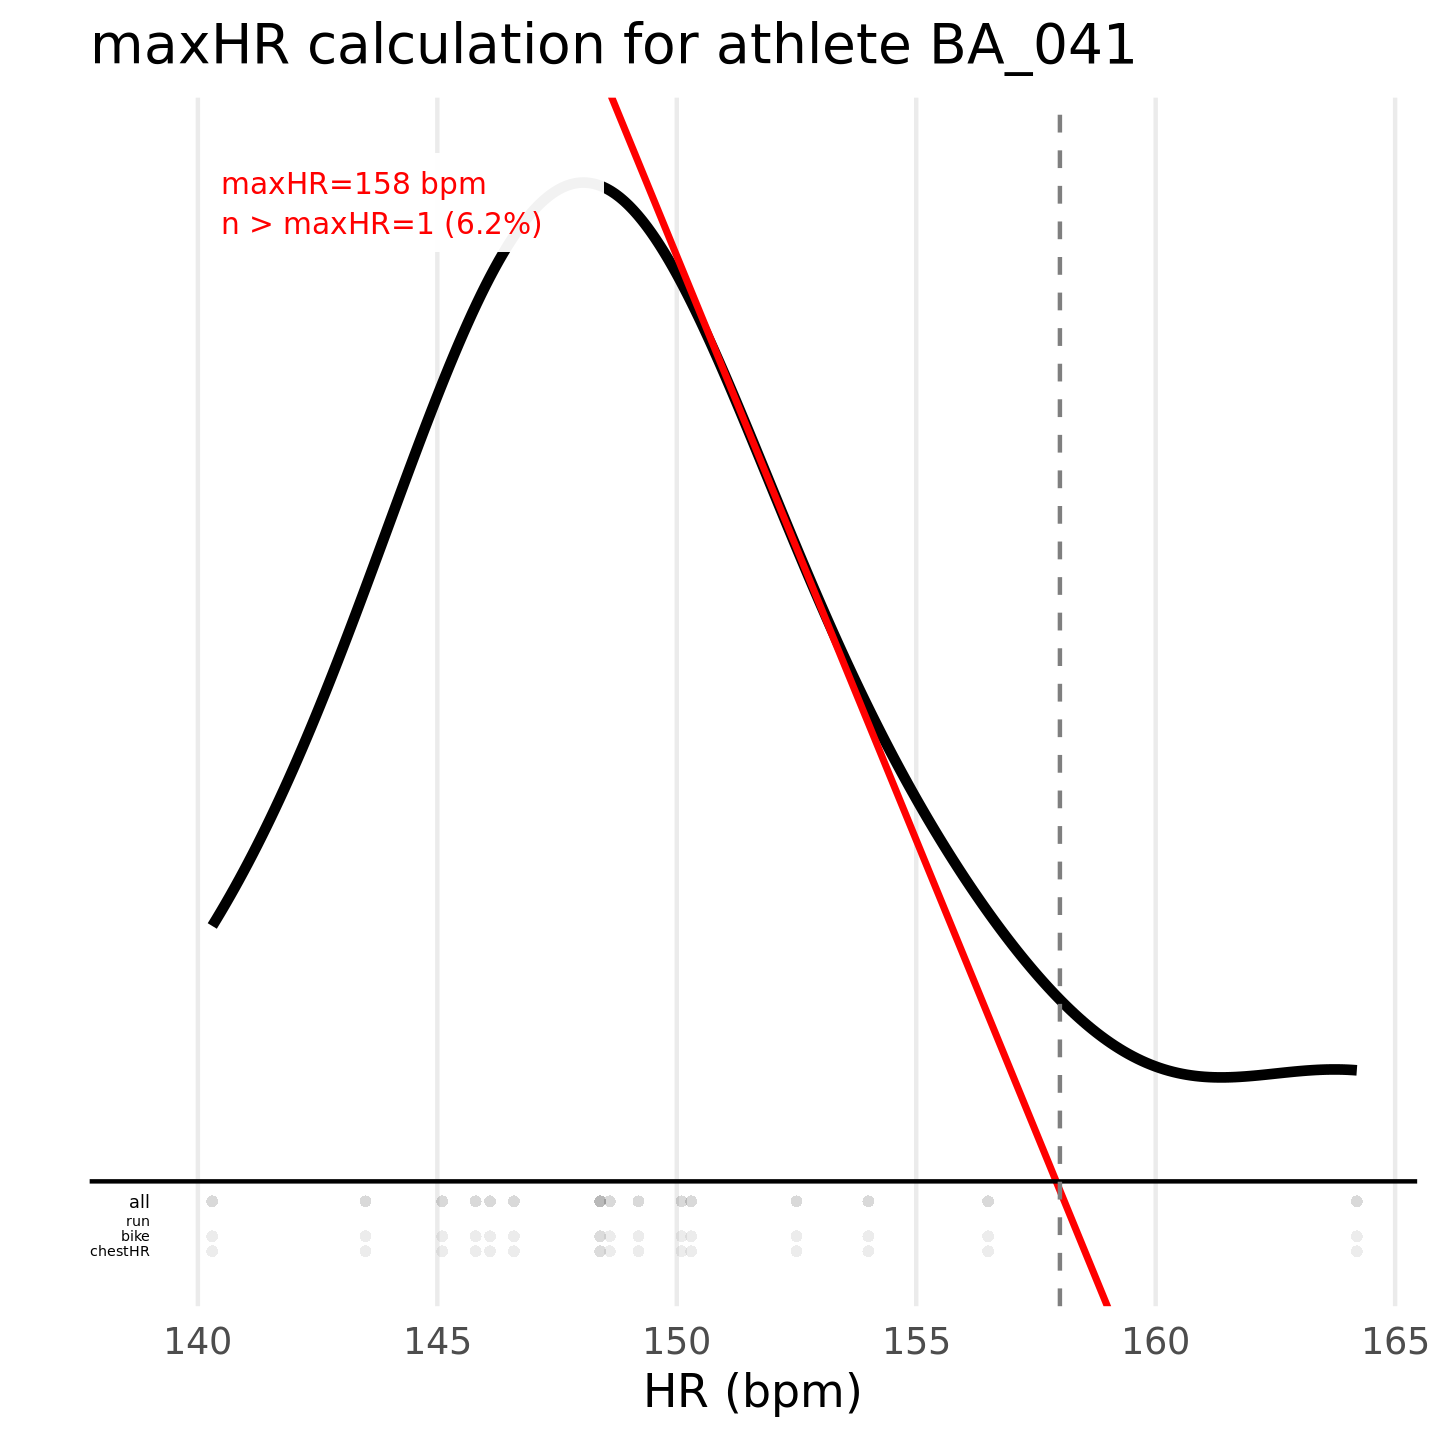 maxHR calculation for athlete BA_041
maxHR=158 bpm
n > maxHR=1 (6.2%)
all
run
bike
chestHR
140 145 150 155 160 165
HR (bpm)